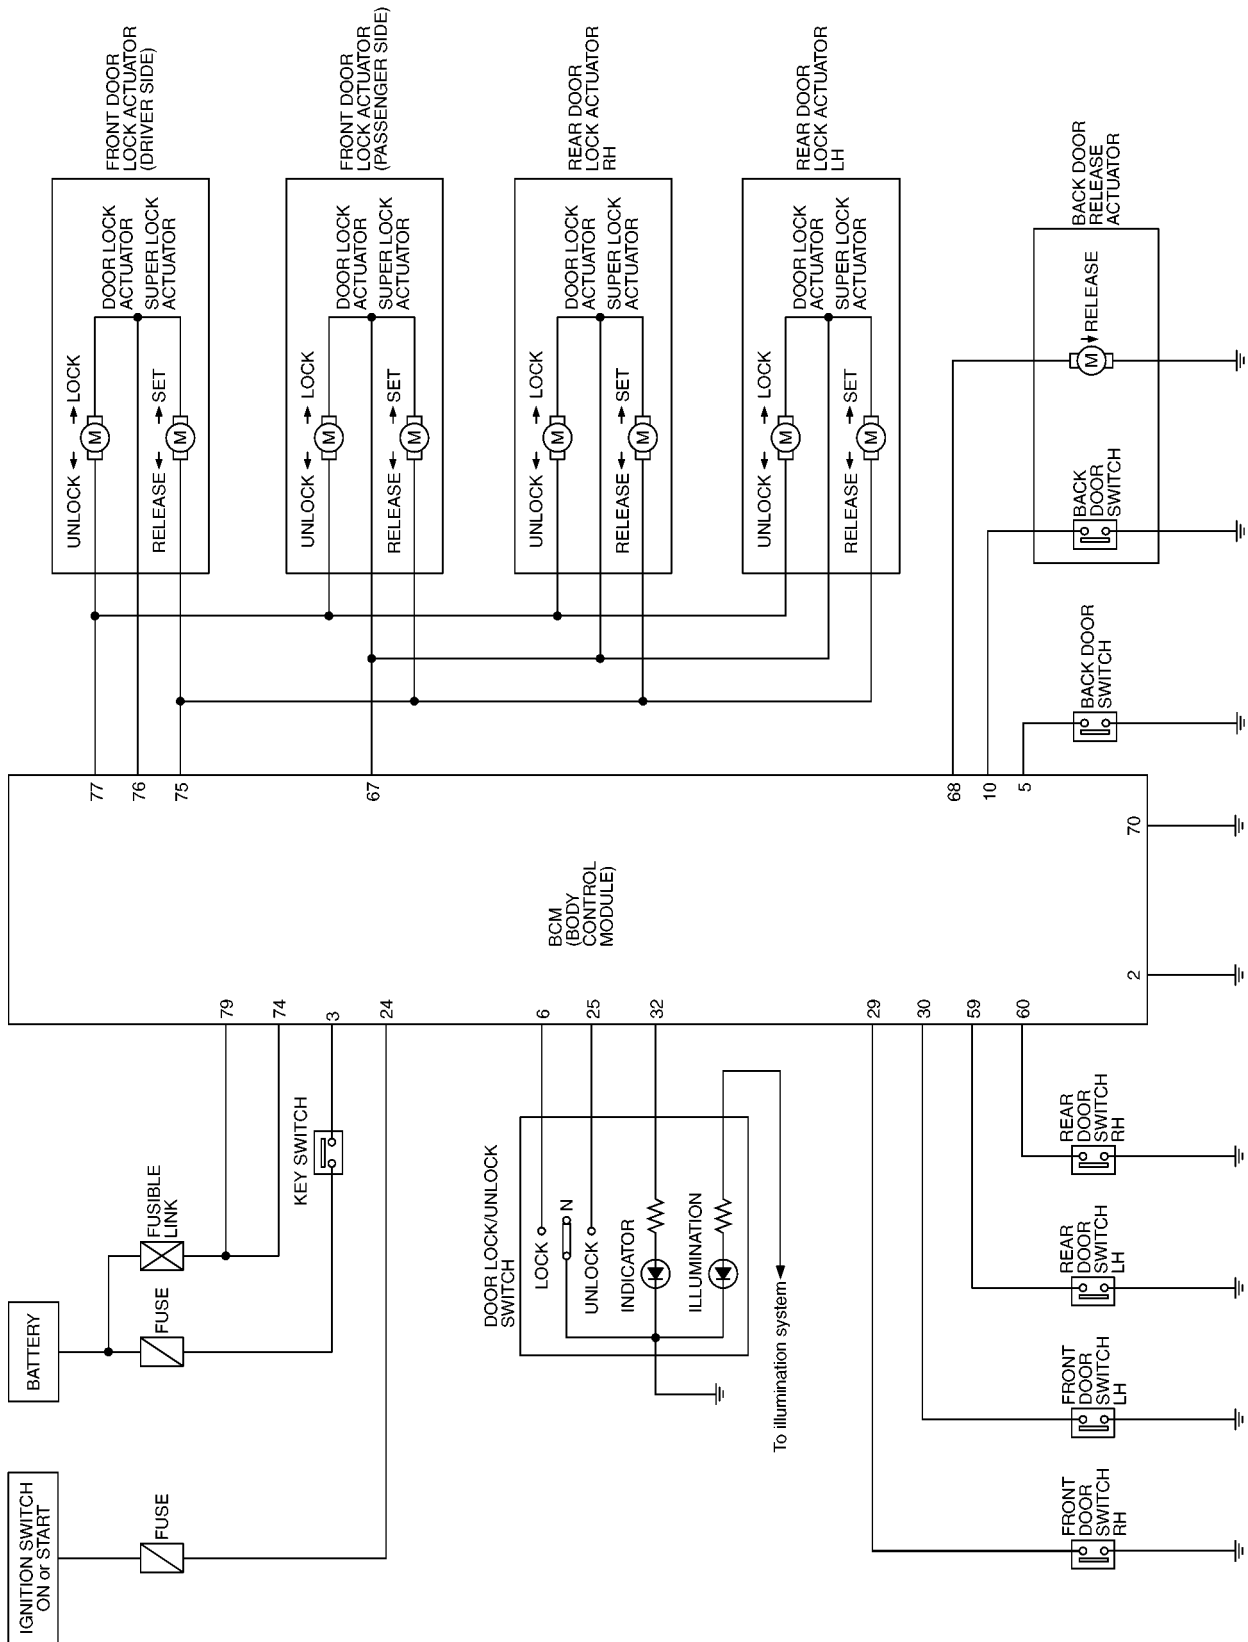 IGNITION SWITCH
ON or START
BATTERY
FUSE
FUSE
FUSIBLE
LINK
KEY SWITCH
79
74
3
24
DOOR LOCK/UNLOCK
SWITCH
LOCK
N
UNLOCK
INDICATOR
ILLUMINATION
To illumination system
6
25
32
FRONT
DOOR
SWITCH
RH
FRONT
DOOR
SWITCH
LH
REAR
DOOR
SWITCH
LH
REAR
DOOR
SWITCH
RH
29
30
59
60
BCM
(BODY
CONTROL
MODULE)
2
70
77
76
75
67
68
10
5
FRONT DOOR
LOCK ACTUATOR
(DRIVER SIDE)
UNLOCK
LOCK
M
DOOR LOCK
ACTUATOR
RELEASE
SET
M
SUPER LOCK
ACTUATOR
FRONT DOOR
LOCK ACTUATOR
(PASSENGER SIDE)
UNLOCK
LOCK
M
DOOR LOCK
ACTUATOR
RELEASE
SET
M
SUPER LOCK
ACTUATOR
REAR DOOR
LOCK ACTUATOR
RH
UNLOCK
LOCK
M
DOOR LOCK
ACTUATOR
RELEASE
SET
M
SUPER LOCK
ACTUATOR
REAR DOOR
LOCK ACTUATOR
LH
UNLOCK
LOCK
M
DOOR LOCK
ACTUATOR
RELEASE
SET
M
SUPER LOCK
ACTUATOR
BACK DOOR
SWITCH
BACK
DOOR
SWITCH
M
RELEASE
BACK DOOR
RELEASE
ACTUATOR